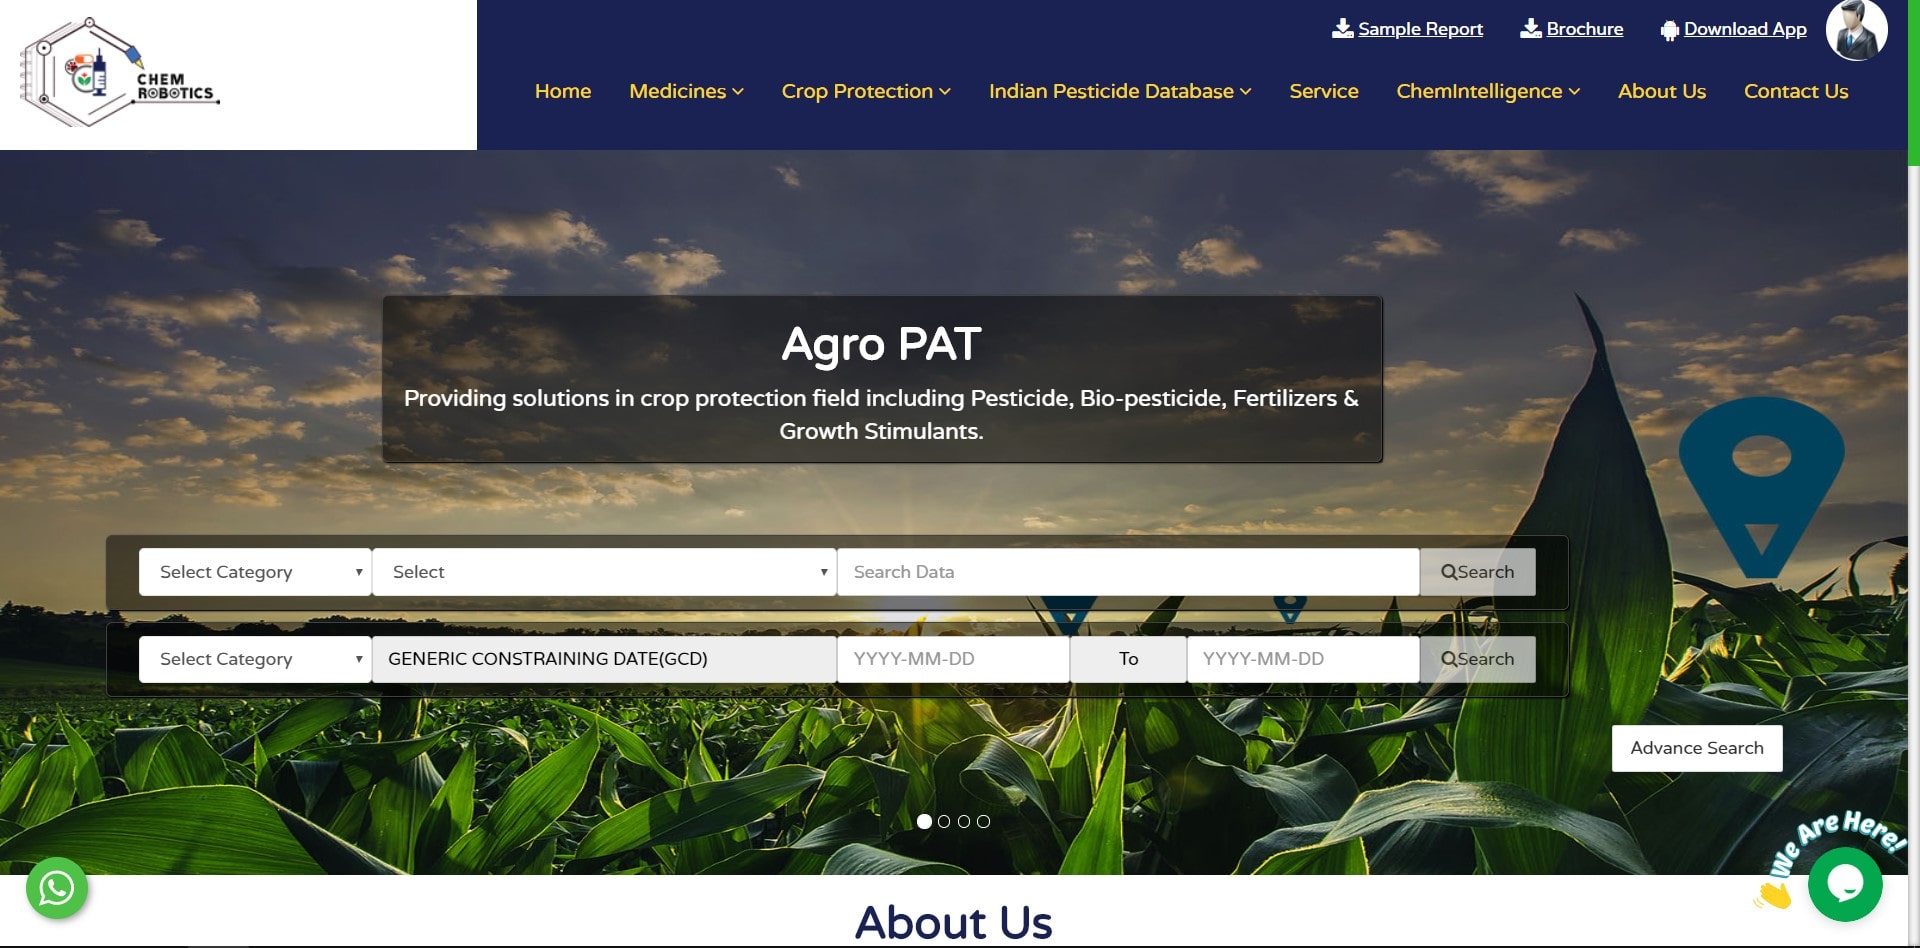 CHEM
ROBOTICS
Sample Report
Brochure
Download App
Home
Medicines
Crop Protection
Indian Pesticide Database
Service
ChemIntelligence
About Us
Contact Us
Agro PAT
Providing solutions in crop protection field including Pesticide, Bio-pesticide, Fertilizers &
Growth Stimulants.
Select Category
Select
Search Data
Search
Select Category
GENERIC CONSTRAINING DATE(GCD)
YYYY-MM-DD
To
YYYY-MM-DD
Search
Advance Search
We Are Here!
About Us